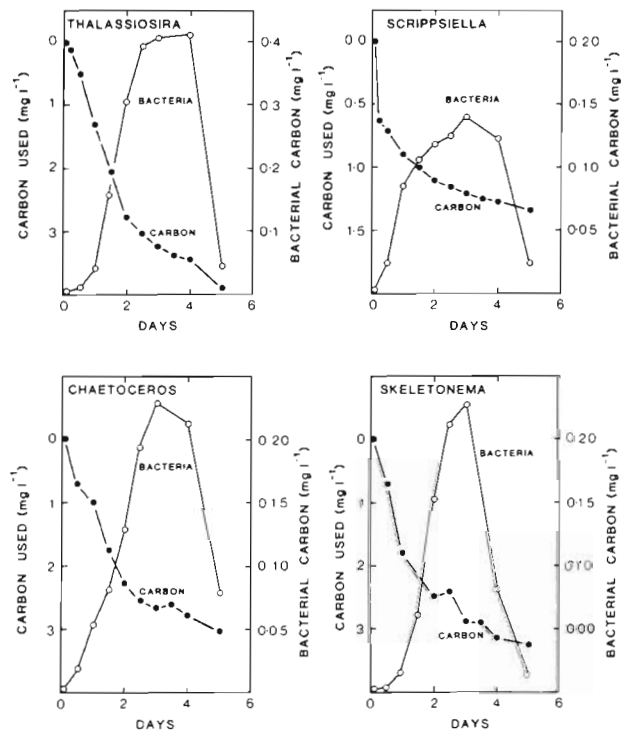 THALASSIOSIRA
CARBON USED (mg l⁻¹)
0
1
2
3
BACTERIA
CARBON
0·4
0·3
0·2
0·1
BACTERIAL CARBON (mg l⁻¹)
0 2 4 6
DAYS
SCRIPPSIELLA
CARBON USED (mg l⁻¹)
0·0
0·5
1·0
1·5
BACTERIA
CARBON
0·20
0·15
0·10
0·05
BACTERIAL CARBON (mg l⁻¹)
0 2 4 6
DAYS
CHAETOCEROS
CARBON USED (mg l⁻¹)
0
1
2
3
BACTERIA
CARBON
0·20
0·15
0·10
0·05
BACTERIAL CARBON (mg l⁻¹)
0 2 4 6
DAYS
SKELETONEMA
CARBON USED (mg l⁻¹)
0
1
2
3
BACTERIA
CARBON
0·20
0·15
0·00
BACTERIAL CARBON (mg l⁻¹)
0 2 4 6
DAYS